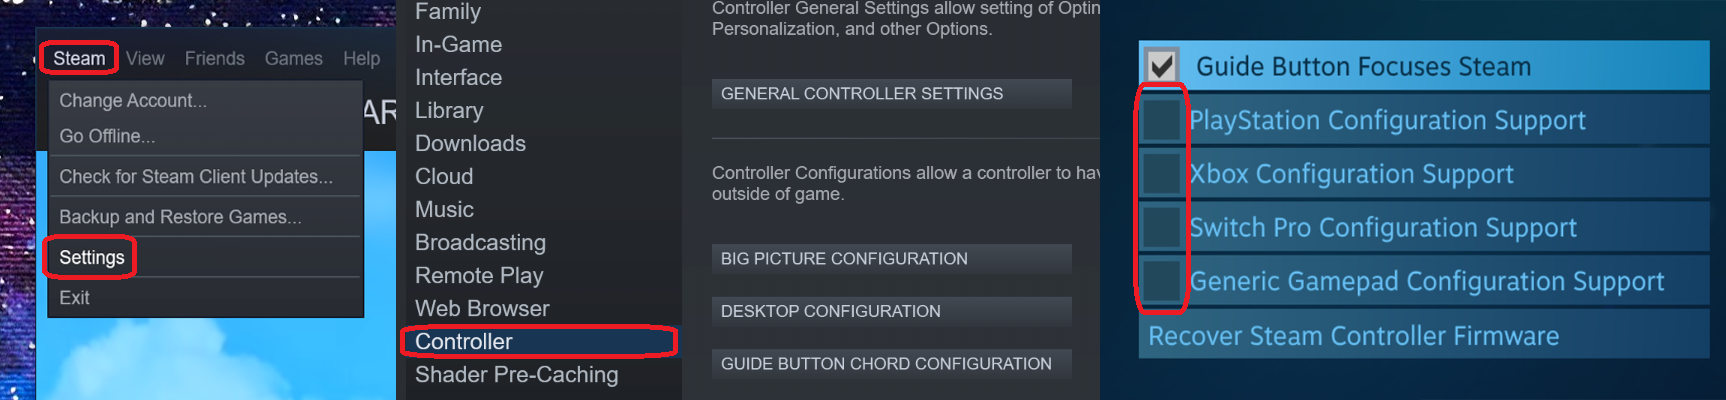 Steam View Friends Games Help
Change Account...
Go Offline...
Check for Steam Client Updates...
Backup and Restore Games...
Settings
Exit
AR
Family
In-Game
Interface
Library
Downloads
Cloud
Music
Broadcasting
Remote Play
Web Browser
Controller
Shader Pre-Caching
Controller General Settings allow setting of Optin
Personalization, and other Options.
GENERAL CONTROLLER SETTINGS
Controller Configurations allow a controller to hav
outside of game.
BIG PICTURE CONFIGURATION
DESKTOP CONFIGURATION
GUIDE BUTTON CHORD CONFIGURATION
Guide Button Focuses Steam
PlayStation Configuration Support
Xbox Configuration Support
Switch Pro Configuration Support
Generic Gamepad Configuration Support
Recover Steam Controller Firmware